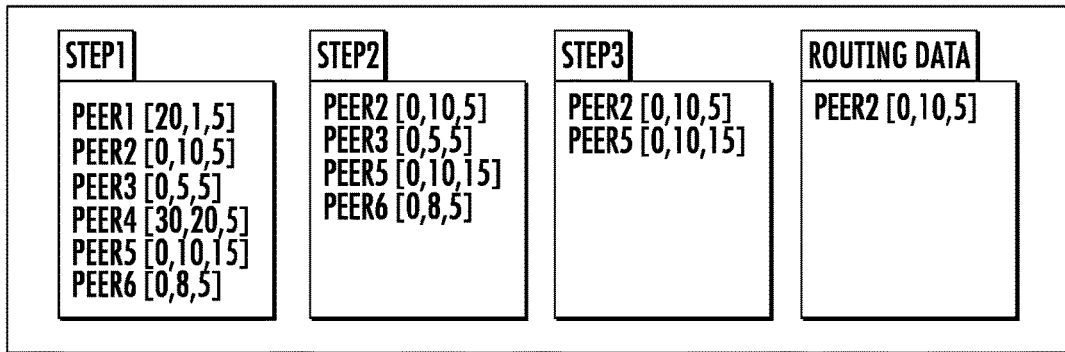 STEP1
PEER1 [20,1,5]
PEER2 [0,10,5]
PEER3 [0,5,5]
PEER4 [30,20,5]
PEER5 [0,10,15]
PEER6 [0,8,5]
STEP2
PEER2 [0,10,5]
PEER3 [0,5,5]
PEER5 [0,10,15]
PEER6 [0,8,5]
STEP3
PEER2 [0,10,5]
PEER5 [0,10,15]
ROUTING DATA
PEER2 [0,10,5]